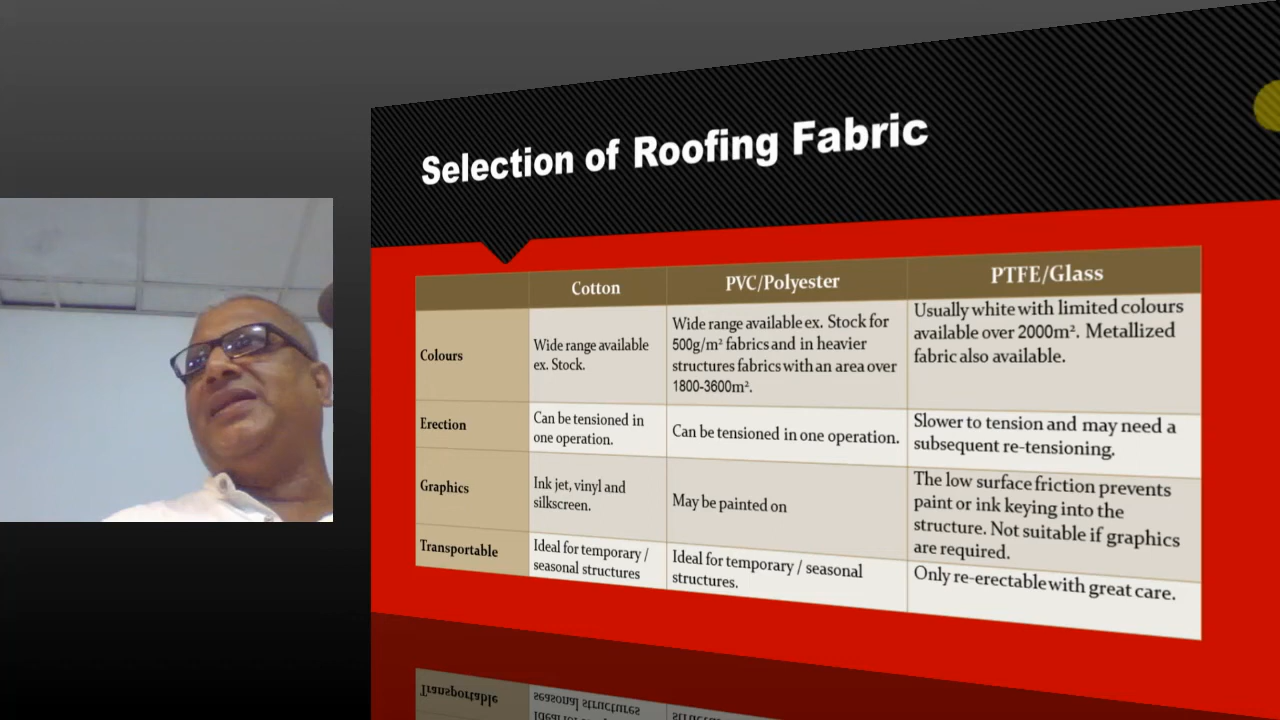 Selection of Roofing Fabric
Cotton
PVC/Polyester
PTFE/Glass
Colours
Wide range available
ex. Stock.
Wide range available ex. Stock for
500g/m² fabrics and in heavier
structures fabrics with an area over
1800-3600m².
Usually white with limited colours
available over 2000m². Metallized
fabric also available.
Erection
Can be tensioned in
one operation.
Can be tensioned in one operation.
Slower to tension and may need a
subsequent re-tensioning.
Graphics
Ink jet, vinyl and
silkscreen.
May be painted on
The low surface friction prevents
paint or ink keying into the
structure. Not suitable if graphics
are required.
Transportable
Ideal for temporary /
seasonal structures
Ideal for temporary / seasonal
structures.
Only re-erectable with great care.